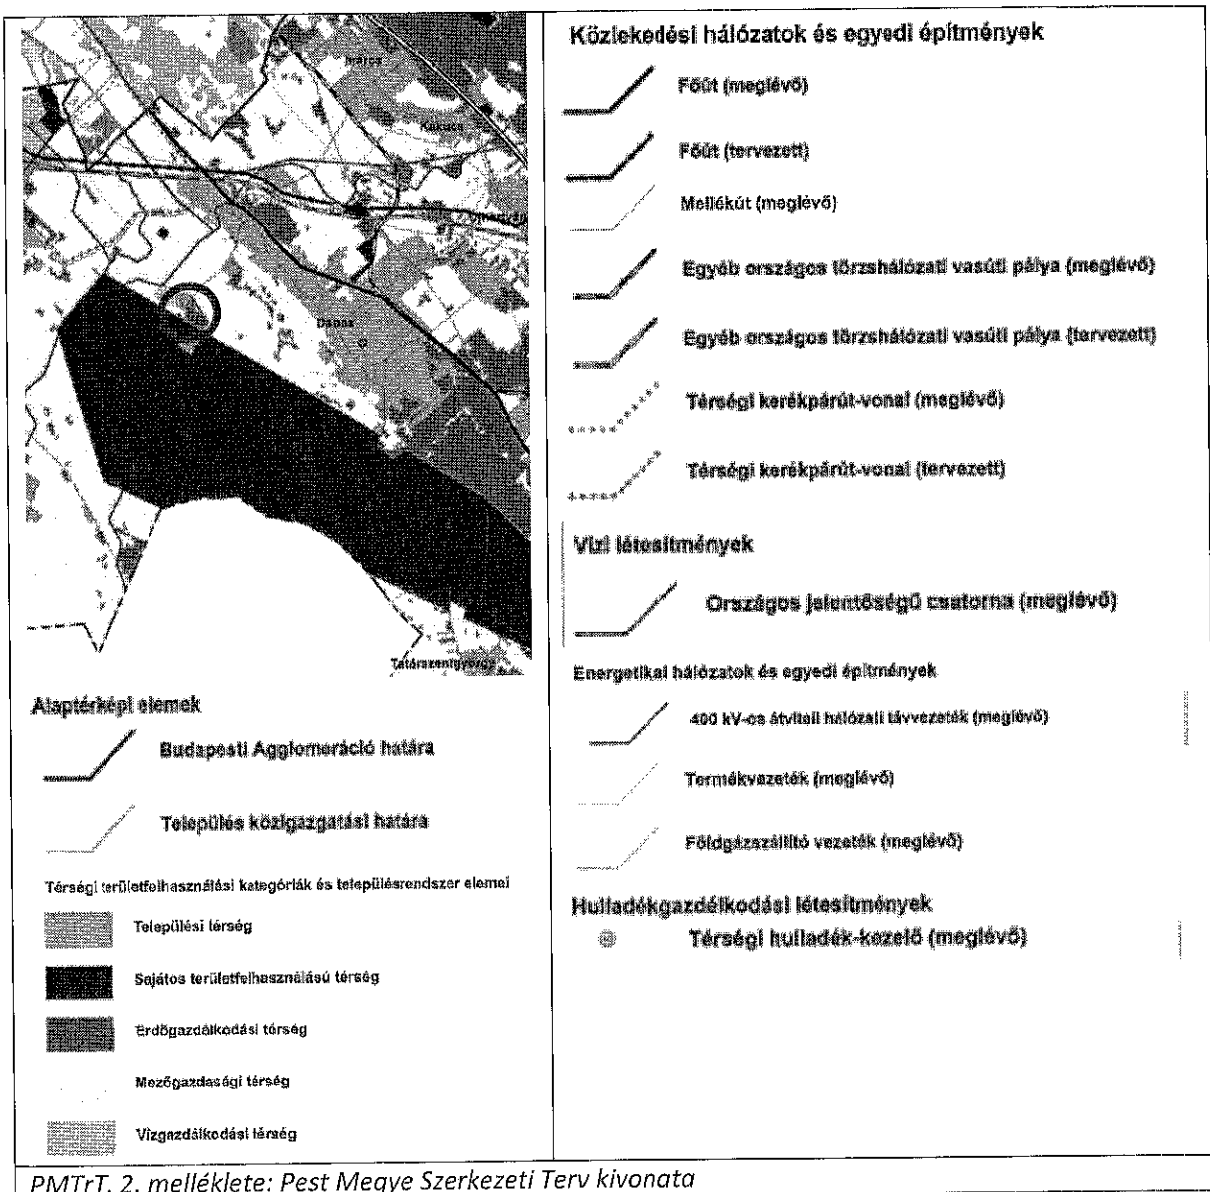 Inárcs
Kakucs
Dabas
Tatárszentgyörgy
Alaptérképi elemek
Budapesti Agglomeráció határa
Település közigazgatási határa
Térségi területfelhasználási kategóriák és településrendszer elemei
Települési térség
Sajátos területfelhasználású térség
Erdőgazdálkodási térség
Mezőgazdasági térség
Vízgazdálkodási térség
Közlekedési hálózatok és egyedi építmények
Főút (meglévő)
Főút (tervezett)
Mellékút (meglévő)
Egyéb országos törzshálózati vasúti pálya (meglévő)
Egyéb országos törzshálózati vasúti pálya (tervezett)
Térségi kerékpárút-vonal (meglévő)
Térségi kerékpárút-vonal (tervezett)
Vízi létesítmények
Országos jelentőségű csatorna (meglévő)
Energetikai hálózatok és egyedi építmények
400 kV-os átviteli hálózati távvezeték (meglévő)
Termékvezeték (meglévő)
Földgázszállító vezeték (meglévő)
Hulladékgazdálkodási létesítmények
Térségi hulladék-kezelő (meglévő)
PMTrT. 2. melléklete: Pest Megye Szerkezeti Terv kivonata